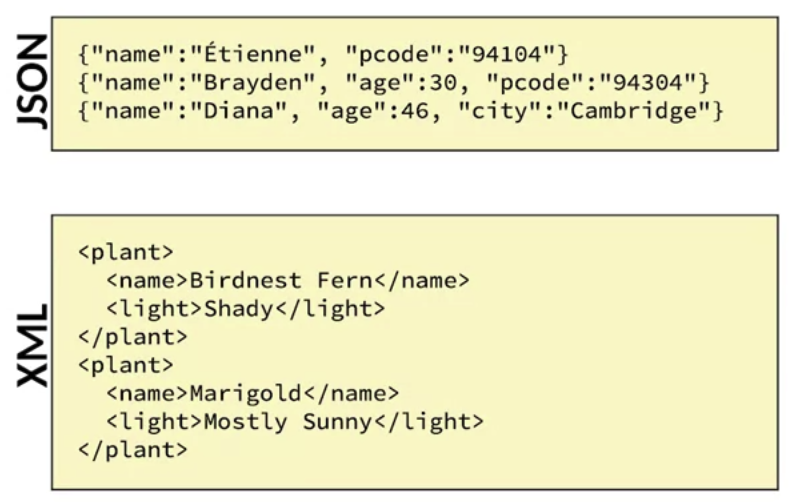 JSON
{"name":"Étienne", "pcode":"94104"}
{"name":"Brayden", "age":30, "pcode":"94304"}
{"name":"Diana", "age":46, "city":"Cambridge"}
XML
<plant>
  <name>Birdnest Fern</name>
  <light>Shady</light>
</plant>
<plant>
  <name>Marigold</name>
  <light>Mostly Sunny</light>
</plant>